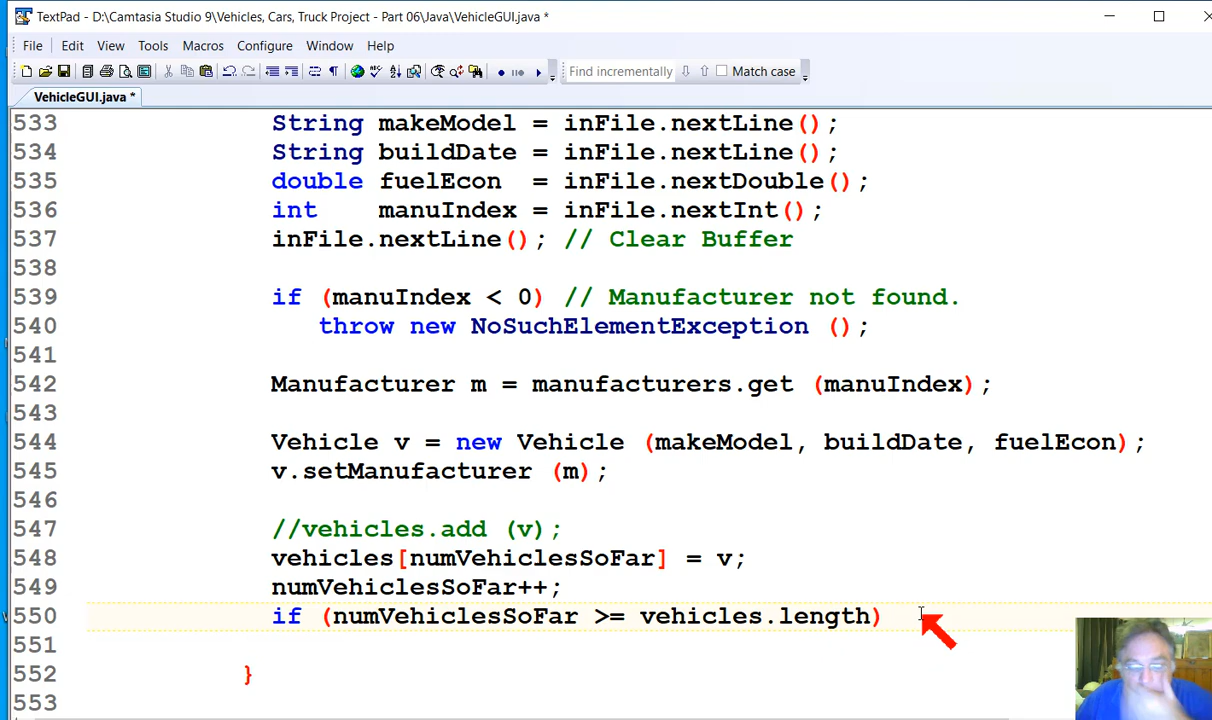 TextPad - D:\Camtasia Studio 9\Vehicles, Cars, Truck Project - Part 06\Java\VehicleGUI.java *
File Edit View Tools Macros Configure Window Help
Find incrementally Match case
VehicleGUI.java *
533 String makeModel = inFile.nextLine();
534 String buildDate = inFile.nextLine();
535 double fuelEcon  = inFile.nextDouble();
536 int    manuIndex = inFile.nextInt();
537 inFile.nextLine(); // Clear Buffer
538
539 if (manuIndex < 0) // Manufacturer not found.
540    throw new NoSuchElementException ();
541
542 Manufacturer m = manufacturers.get (manuIndex);
543
544 Vehicle v = new Vehicle (makeModel, buildDate, fuelEcon);
545 v.setManufacturer (m);
546
547 //vehicles.add (v);
548 vehicles[numVehiclesSoFar] = v;
549 numVehiclesSoFar++;
550 if (numVehiclesSoFar >= vehicles.length)
551
552 }
553